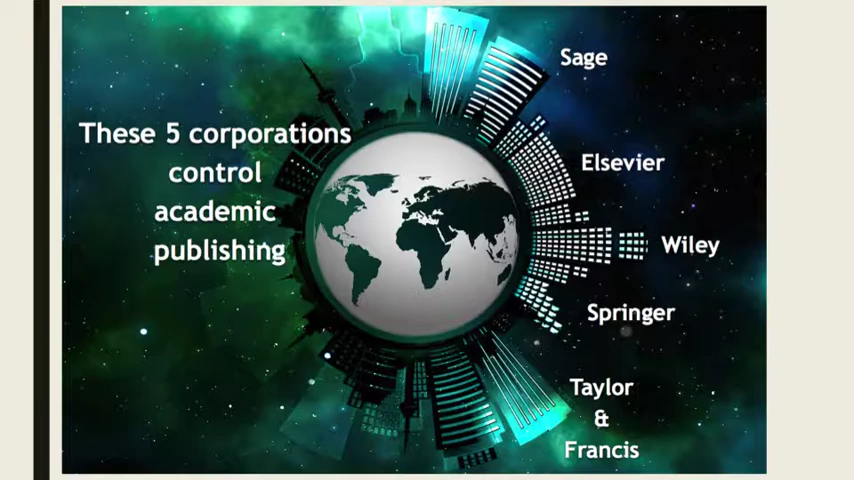 These 5 corporations
control
academic
publishing
Sage
Elsevier
Wiley
Springer
Taylor
&
Francis